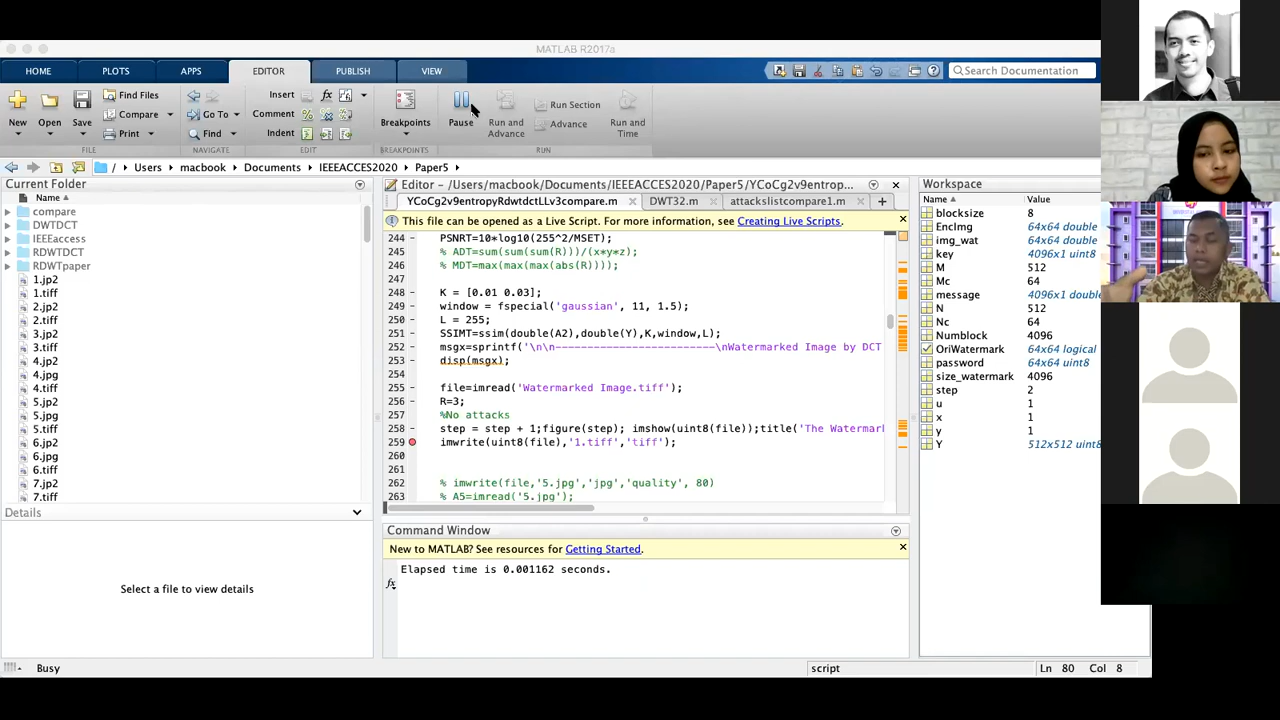 MATLAB R2017a
HOME PLOTS APPS EDITOR PUBLISH VIEW Search Documentation
New Open Save Find Files Compare Print Go To Find Insert Comment Indent Breakpoints Pause Run and Advance Run Section Advance Run and Time
FILE NAVIGATE EDIT BREAKPOINTS RUN
/ Users macbook Documents IEEEACCES2020 Paper5
Current Folder
Name
compare
DWTDCT
IEEEaccess
RDWTDCT
RDWTpaper
1.jp2
1.tiff
2.jp2
2.tiff
3.jp2
3.tiff
4.jp2
4.jpg
4.tiff
5.jp2
5.jpg
5.tiff
6.jp2
6.jpg
6.tiff
7.jp2
7.tiff
Details
Select a file to view details
Editor - /Users/macbook/Documents/IEEEACCES2020/Paper5/YCoCg2v9entrop...
YCoCg2v9entropyRdwtdctLLv3compare.m DWT32.m attackslistcompare1.m
This file can be opened as a Live Script. For more information, see Creating Live Scripts.
244 - PSNRT=10*log10(255^2/MSET);
245 % ADT=sum(sum(sum(R)))/(x*y*z);
246 % MDT=max(max(max(abs(R))));
247
248 - K = [0.01 0.03];
249 - window = fspecial('gaussian', 11, 1.5);
250 - L = 255;
251 - SSIMT=ssim(double(A2),double(Y),K,window,L);
252 - msgx=sprintf('\n\n-------------------------\nWatermarked Image by DCT
253 - disp(msgx);
254
255 - file=imread('Watermarked Image.tiff');
256 - R=3;
257 %No attacks
258 - step = step + 1;figure(step); imshow(uint8(file));title('The Watermark
259 imwrite(uint8(file),'1.tiff','tiff');
260
261
262 % imwrite(file,'5.jpg','jpg','quality', 80)
263 % A5=imread('5.jpg');
Command Window
New to MATLAB? See resources for Getting Started.
Elapsed time is 0.001162 seconds.
fx
Workspace
Name Value
blocksize 8
EncImg 64x64 double
img_wat 64x64 double
key 4096x1 uint8
M 512
Mc 64
message 4096x1 double
N 512
Nc 64
Numblock 4096
OriWatermark 64x64 logical
password 64x64 uint8
size_watermark 4096
step 2
u 1
x 1
y 1
Y 512x512 uint8
Busy script Ln 80 Col 8